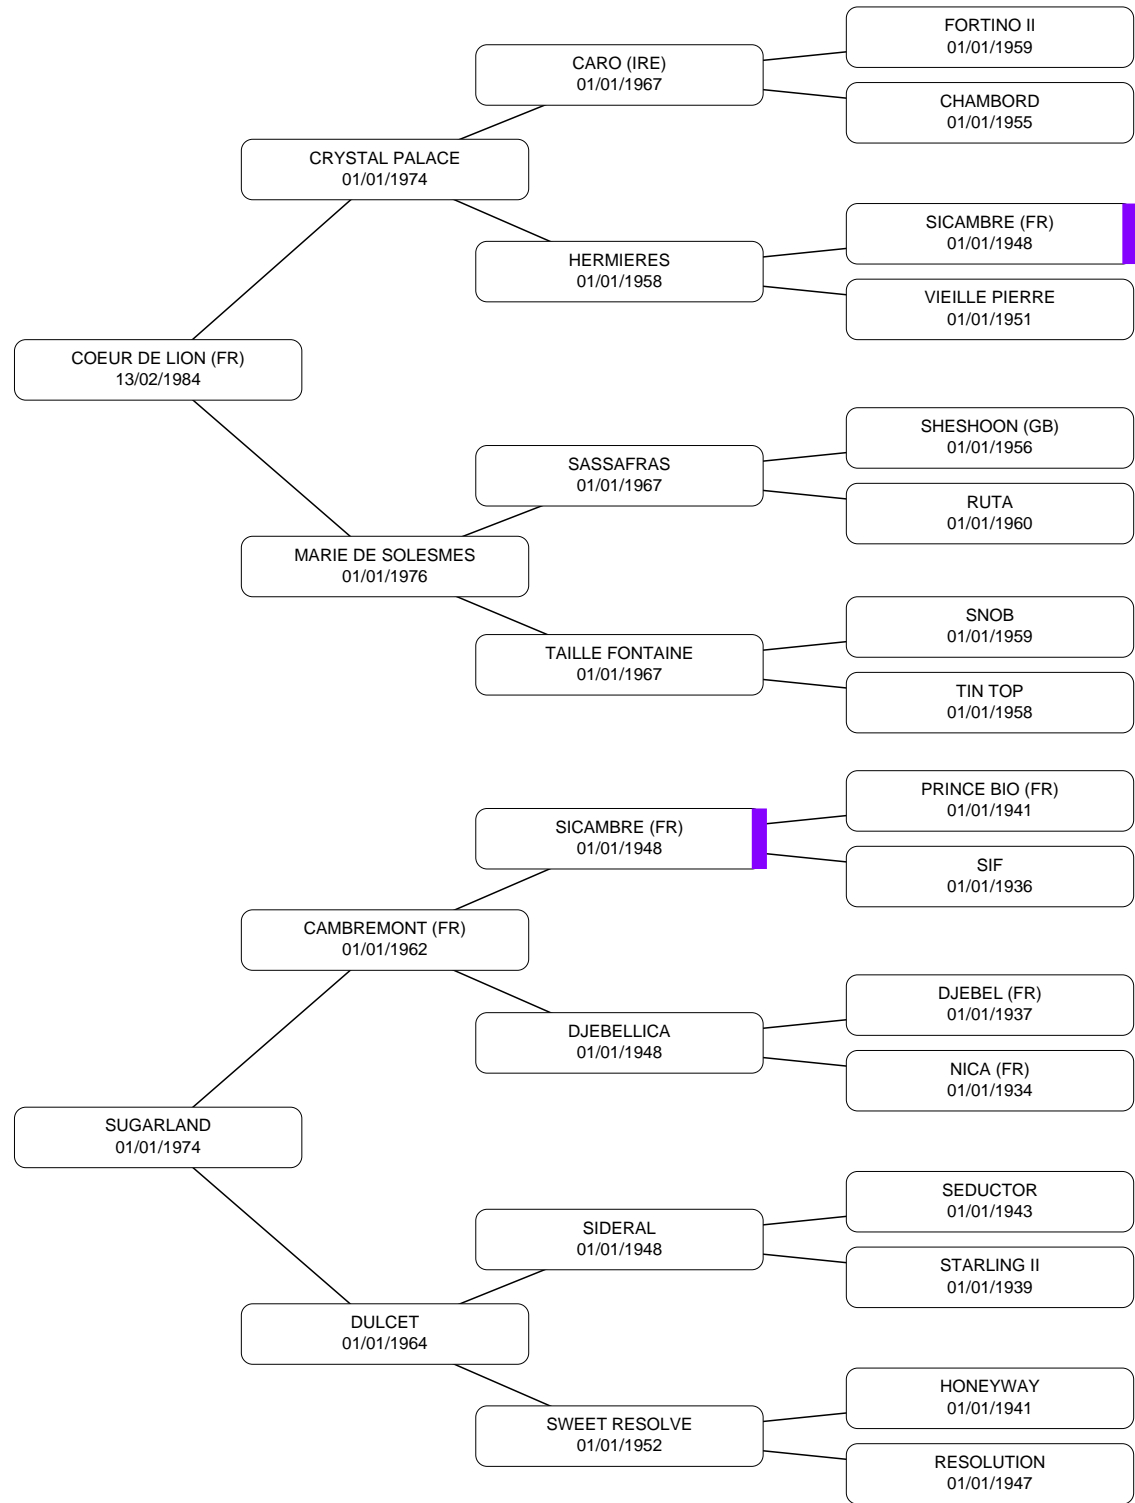 FORTINO II
01/01/1959
CARO (IRE)
01/01/1967
CHAMBORD
01/01/1955
CRYSTAL PALACE
01/01/1974
SICAMBRE (FR)
01/01/1948
HERMIERES
01/01/1958
VIEILLE PIERRE
01/01/1951
COEUR DE LION (FR)
13/02/1984
SHESHOON (GB)
01/01/1956
SASSAFRAS
01/01/1967
RUTA
01/01/1960
MARIE DE SOLESMES
01/01/1976
SNOB
01/01/1959
TAILLE FONTAINE
01/01/1967
TIN TOP
01/01/1958
PRINCE BIO (FR)
01/01/1941
SICAMBRE (FR)
01/01/1948
SIF
01/01/1936
CAMBREMONT (FR)
01/01/1962
DJEBEL (FR)
01/01/1937
DJEBELLICA
01/01/1948
NICA (FR)
01/01/1934
SUGARLAND
01/01/1974
SEDUCTOR
01/01/1943
SIDERAL
01/01/1948
STARLING II
01/01/1939
DULCET
01/01/1964
HONEYWAY
01/01/1941
SWEET RESOLVE
01/01/1952
RESOLUTION
01/01/1947